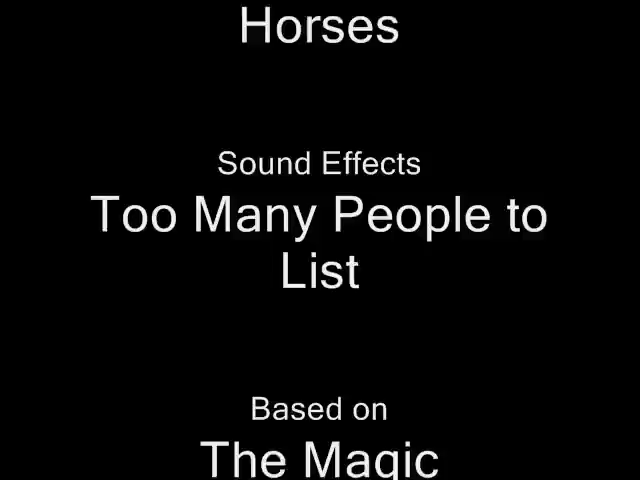 Horses
Sound Effects
Too Many People to
List
Based on
The Magic